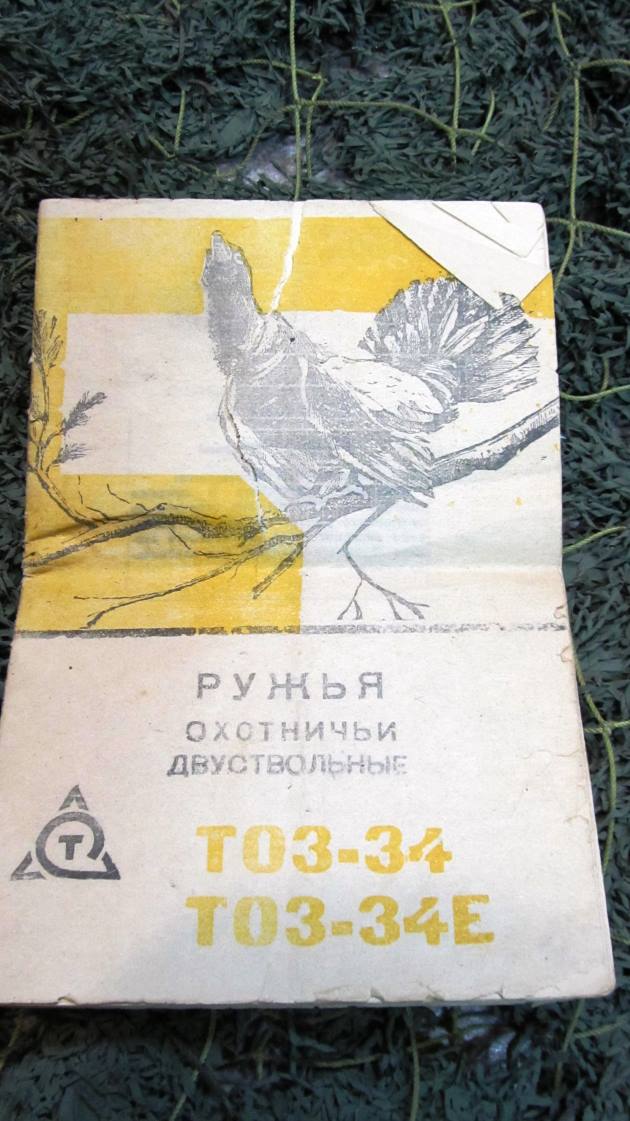 РУЖЬЯ
ОХОТНИЧЬИ
ДВУСТВОЛЬНЫЕ
Т
ТОЗ-34
ТОЗ-34Е